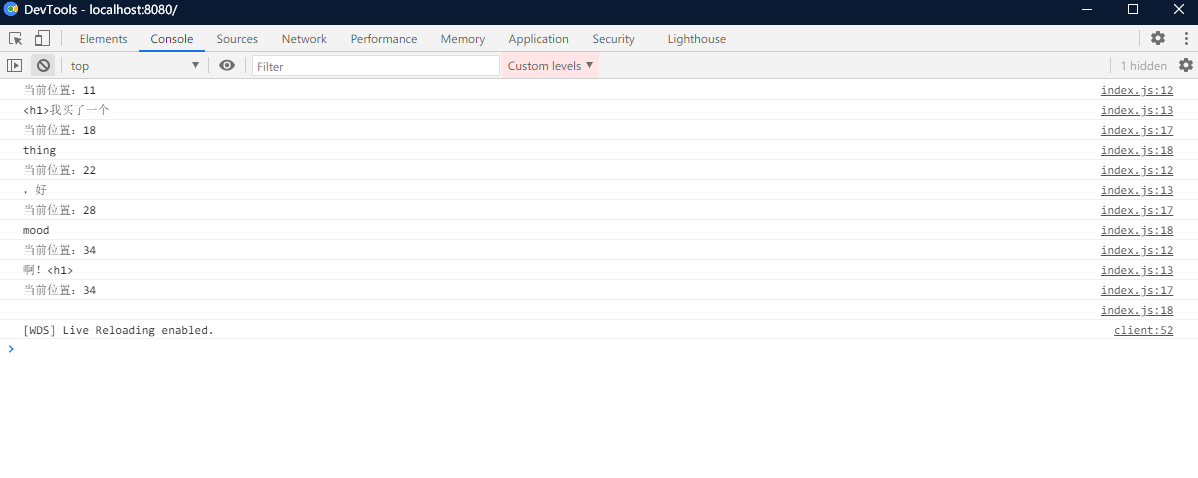 DevTools - localhost:8080/
Elements Console Sources Network Performance Memory Application Security Lighthouse
top Filter Custom levels 1 hidden
当前位置：11 index.js:12
<h1>我买了一个 index.js:13
当前位置：18 index.js:17
thing index.js:18
当前位置：22 index.js:12
，好 index.js:13
当前位置：28 index.js:17
mood index.js:18
当前位置：34 index.js:12
啊！<h1> index.js:13
当前位置：34 index.js:17
index.js:18
[WDS] Live Reloading enabled. client:52